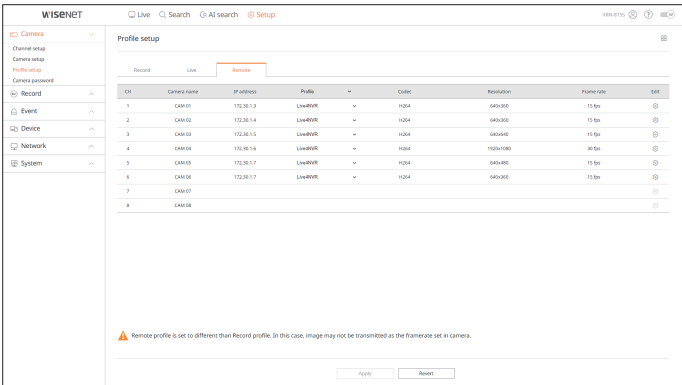 WISENET Live Search AI search Setup XRN-8135
Camera
Channel setup
Camera setup
Profile setup
Camera password
Record
Event
Device
Network
System
Profile setup
Record Live Remote
CH Camera name IP address Profile Codec Resolution Frame rate Edit
1 CAM 01 172.30.1.3 Live4NVR H264 640x360 15 fps
2 CAM 02 172.30.1.4 Live4NVR H264 640x360 15 fps
3 CAM 03 172.30.1.5 Live4NVR H264 640x640 15 fps
4 CAM 04 172.30.1.6 Live4NVR H264 1920x1080 30 fps
5 CAM 05 172.30.1.7 Live4NVR H264 640x480 15 fps
6 CAM 06 172.30.1.7 Live4NVR H264 640x360 15 fps
7 CAM 07
8 CAM 08
Remote profile is set to different than Record profile. In this case, image may not be transmitted as the framerate set in camera.
Apply Revert